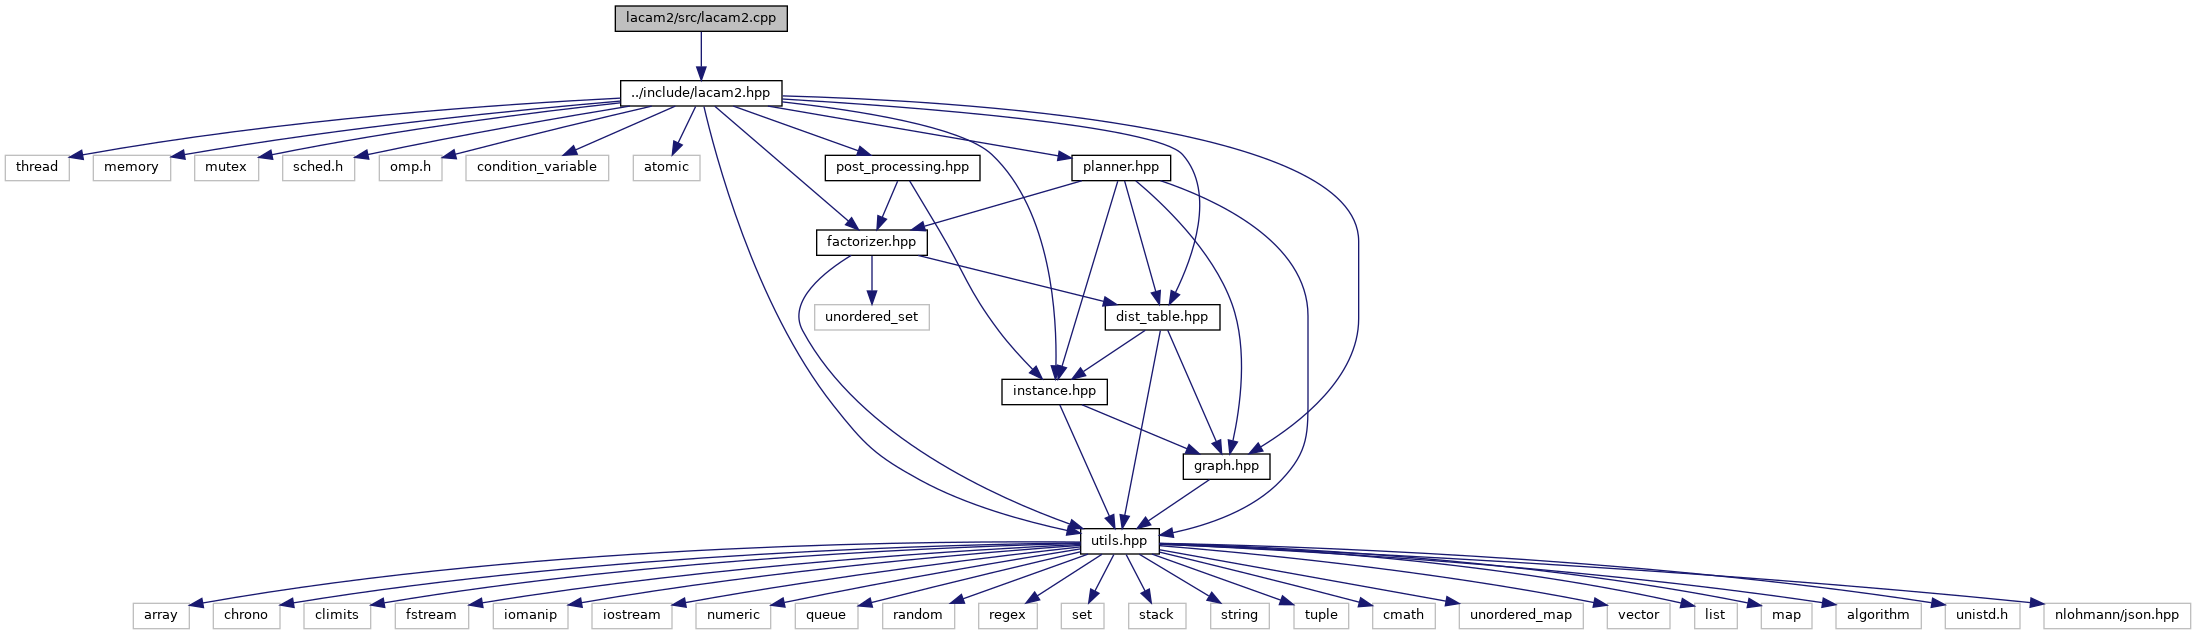 lacam2/src/lacam2.cpp
../include/lacam2.hpp
thread
memory
mutex
sched.h
omp.h
condition_variable
atomic
post_processing.hpp
planner.hpp
factorizer.hpp
unordered_set
dist_table.hpp
instance.hpp
graph.hpp
utils.hpp
array
chrono
climits
fstream
iomanip
iostream
numeric
queue
random
regex
set
stack
string
tuple
cmath
unordered_map
vector
list
map
algorithm
unistd.h
nlohmann/json.hpp